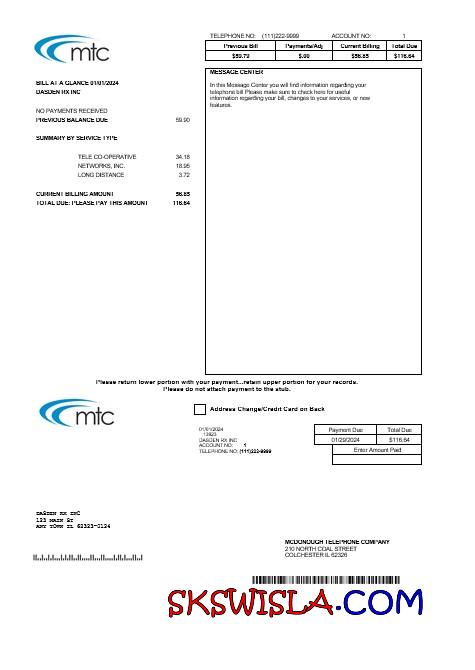 mtc
TELEPHONE NO: (111)222-9999 ACCOUNT NO: 1
Previous Bill Payments/Adj Current Billing Total Due
$59.79 $.00 $56.85 $116.64
BILL AT A GLANCE 01/01/2024
DASDEN RX INC
NO PAYMENTS RECEIVED
PREVIOUS BALANCE DUE 59.90
SUMMARY BY SERVICE TYPE
TELE CO-OPERATIVE 34.18
NETWORKS, INC. 18.95
LONG DISTANCE 3.72
CURRENT BILLING AMOUNT 56.85
TOTAL DUE: PLEASE PAY THIS AMOUNT 116.64
MESSAGE CENTER
In this Message Center you will find information regarding your
telephone bill Please make sure to check here for useful
information regarding your bill, changes to your services, or new
features.
Please return lower portion with your payment...retain upper portion for your records.
Please do not attach payment to the stub.
mtc
Address Change/Credit Card on Back
01/01/2024
DASDEN RX INC
ACCOUNT NO: 1
TELEPHONE NO: (111)222-9999
Payment Due Total Due
01/29/2024 $116.64
Enter Amount Paid
DASDEN RX INC
123 MAIN ST
ANY TOWN IL 62323-0124
MCDONOUGH TELEPHONE COMPANY
210 NORTH COAL STREET
COLCHESTER IL 62326
SKSWISLA.COM